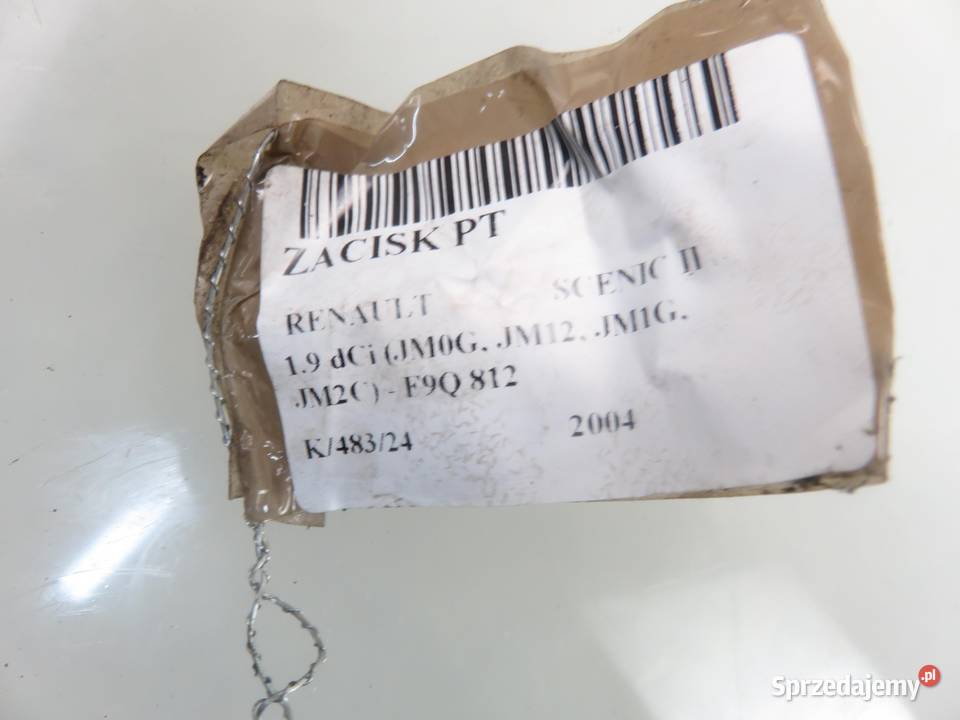 ZACISK PT
RENAULT SCENIC II
1.9 dCi (JM0G, JM12, JM1G,
JM2C) - F9Q 812
K/483/24 2004
Sprzedajemy.pl